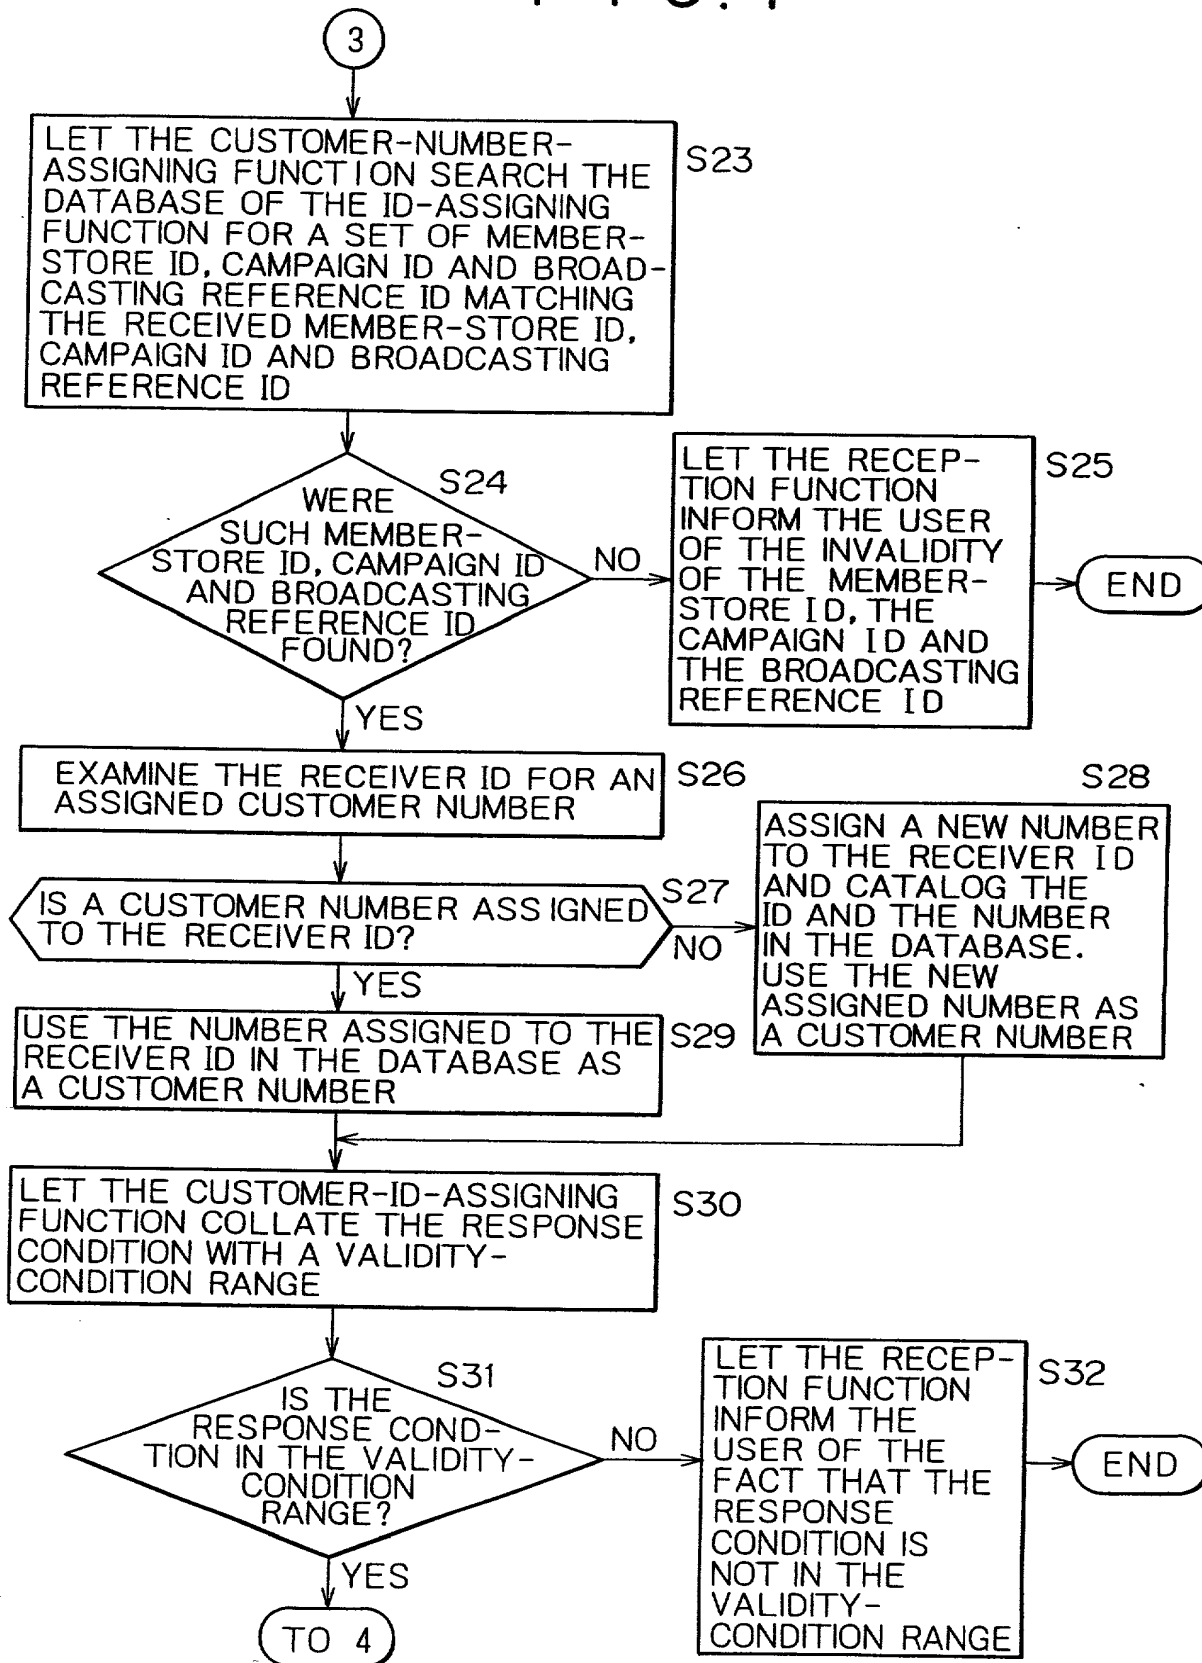 3
LET THE CUSTOMER-NUMBER-
ASSIGNING FUNCTION SEARCH THE
DATABASE OF THE ID-ASSIGNING
FUNCTION FOR A SET OF MEMBER-
STORE ID, CAMPAIGN ID AND BROAD-
CASTING REFERENCE ID MATCHING
THE RECEIVED MEMBER-STORE ID,
CAMPAIGN ID AND BROADCASTING
REFERENCE ID
S23
S24
WERE
SUCH MEMBER-
STORE ID, CAMPAIGN ID
AND BROADCASTING
REFERENCE ID
FOUND?
NO
LET THE RECEP-
TION FUNCTION
INFORM THE USER
OF THE INVALIDITY
OF THE MEMBER-
STORE ID, THE
CAMPAIGN ID AND
THE BROADCASTING
REFERENCE ID
S25
END
YES
EXAMINE THE RECEIVER ID FOR AN
ASSIGNED CUSTOMER NUMBER
S26
IS A CUSTOMER NUMBER ASSIGNED
TO THE RECEIVER ID?
S27
NO
S28
ASSIGN A NEW NUMBER
TO THE RECEIVER ID
AND CATALOG THE
ID AND THE NUMBER
IN THE DATABASE.
USE THE NEW
ASSIGNED NUMBER AS
A CUSTOMER NUMBER
YES
USE THE NUMBER ASSIGNED TO THE
RECEIVER ID IN THE DATABASE AS
A CUSTOMER NUMBER
S29
LET THE CUSTOMER-ID-ASSIGNING
FUNCTION COLLATE THE RESPONSE
CONDITION WITH A VALIDITY-
CONDITION RANGE
S30
S31
IS THE
RESPONSE COND-
TION IN THE VALIDITY-
CONDITION
RANGE?
NO
LET THE RECEP-
TION FUNCTION
INFORM THE
USER OF THE
FACT THAT THE
RESPONSE
CONDITION IS
NOT IN THE
VALIDITY-
CONDITION RANGE
S32
END
YES
TO 4